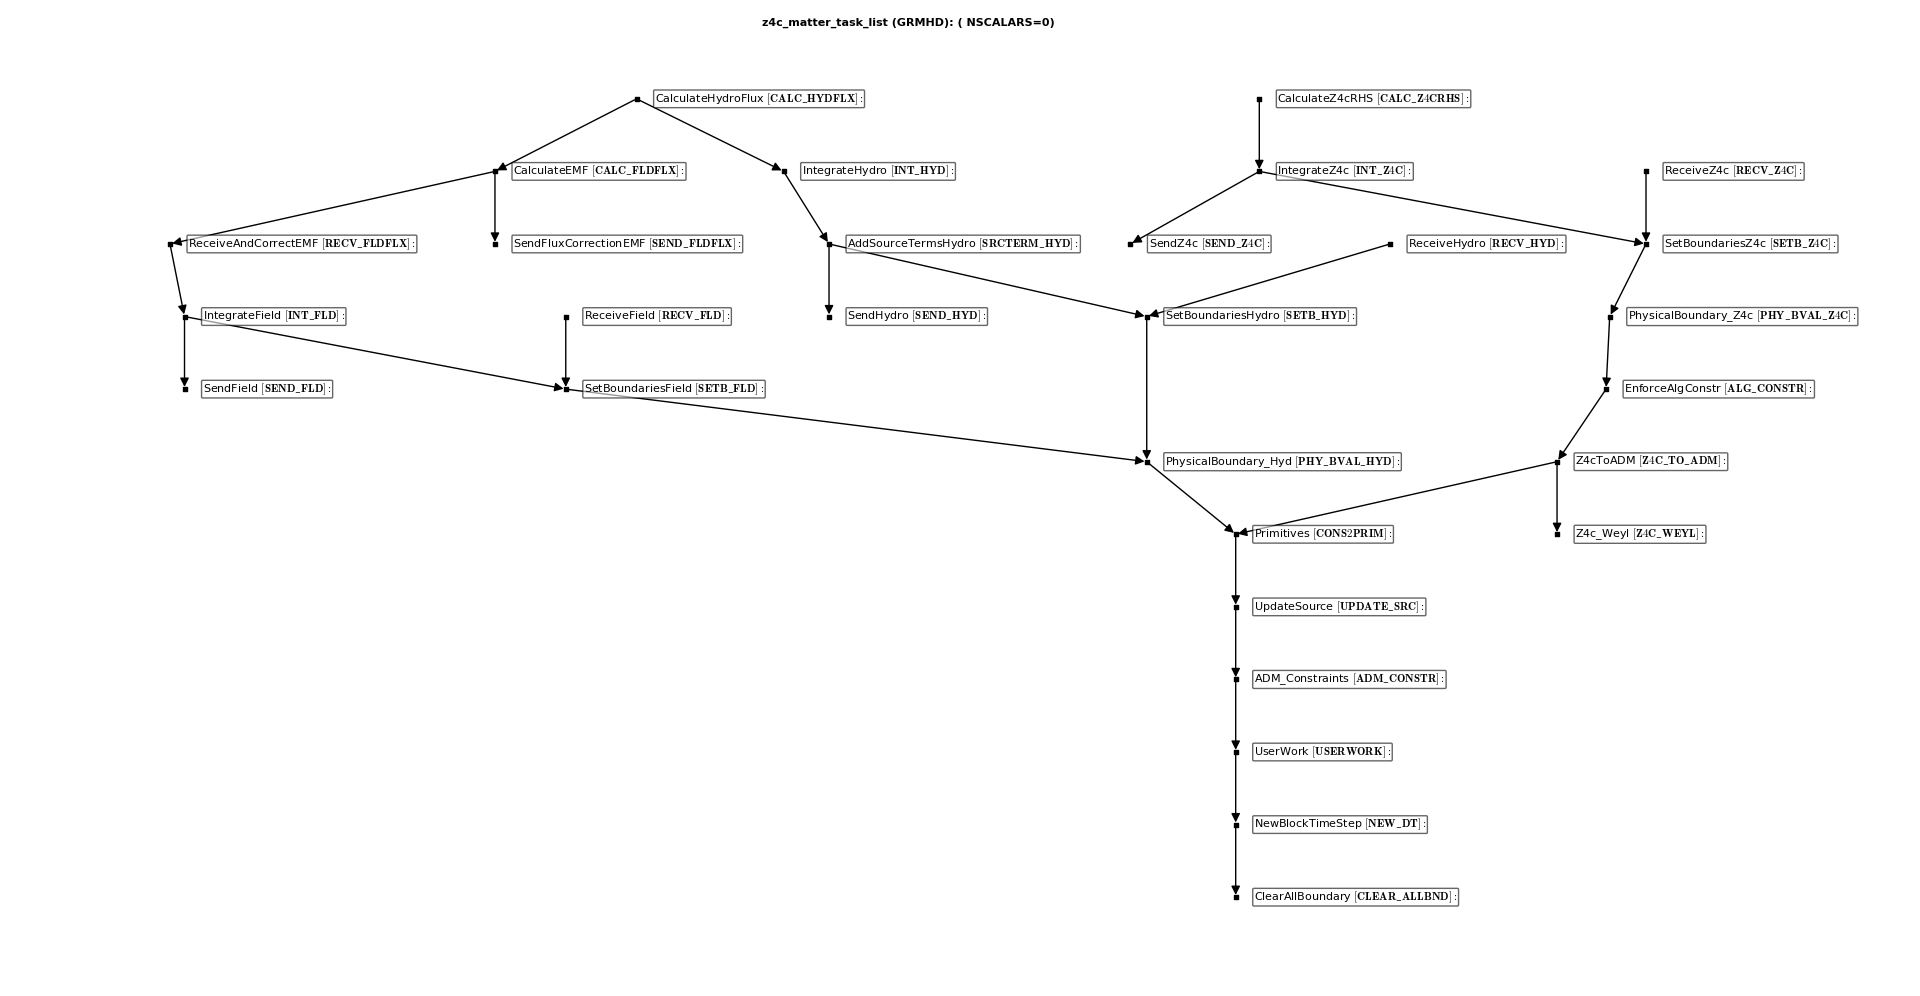 z4c_matter_task_list (GRMHD): ( NSCALARS=0)
CalculateHydroFlux [CALC_HYDFLX]:
CalculateZ4cRHS [CALC_Z4CRHS]:
CalculateEMF [CALC_FLDFLX]:
IntegrateHydro [INT_HYD]:
IntegrateZ4c [INT_Z4C]:
ReceiveZ4c [RECV_Z4C]:
ReceiveAndCorrectEMF [RECV_FLDFLX]:
SendFluxCorrectionEMF [SEND_FLDFLX]:
AddSourceTermsHydro [SRCTERM_HYD]:
SendZ4c [SEND_Z4C]:
ReceiveHydro [RECV_HYD]:
SetBoundariesZ4c [SETB_Z4C]:
IntegrateField [INT_FLD]:
ReceiveField [RECV_FLD]:
SendHydro [SEND_HYD]:
SetBoundariesHydro [SETB_HYD]:
PhysicalBoundary_Z4c [PHY_BVAL_Z4C]:
SendField [SEND_FLD]:
SetBoundariesField [SETB_FLD]:
EnforceAlgConstr [ALG_CONSTR]:
PhysicalBoundary_Hyd [PHY_BVAL_HYD]:
Z4cToADM [Z4C_TO_ADM]:
Primitives [CONS2PRIM]:
Z4c_Weyl [Z4C_WEYL]:
UpdateSource [UPDATE_SRC]:
ADM_Constraints [ADM_CONSTR]:
UserWork [USERWORK]:
NewBlockTimeStep [NEW_DT]:
ClearAllBoundary [CLEAR_ALLBND]: